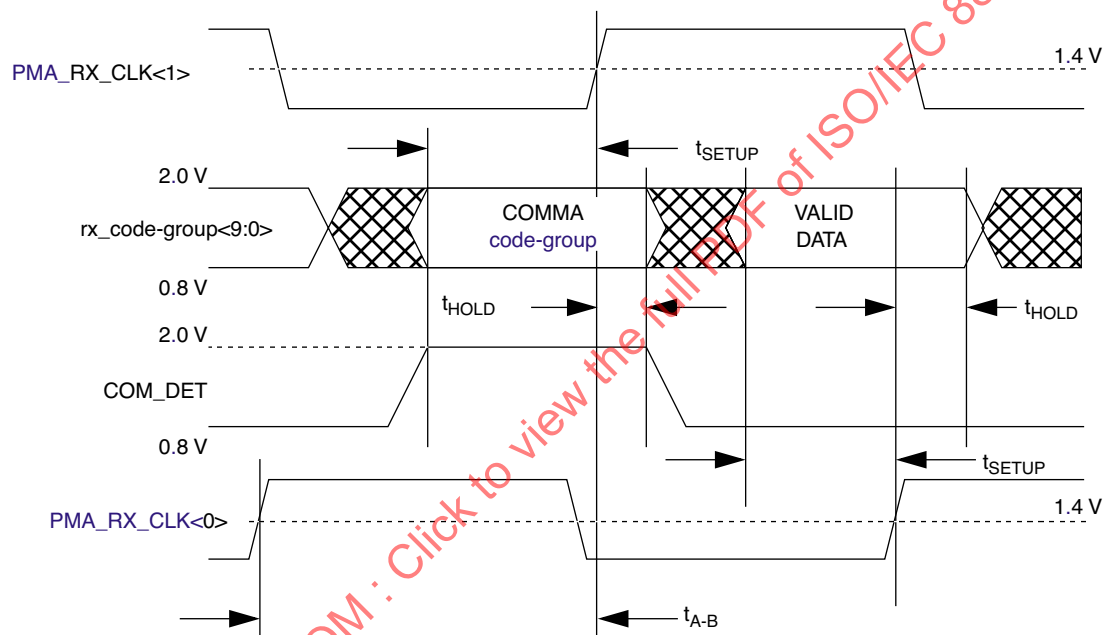 PMA_RX_CLK<1>
1.4 V
tSETUP
2.0 V
rx_code-group<9:0>
COMMA
code-group
VALID
DATA
0.8 V
tHOLD
tHOLD
2.0 V
COM_DET
0.8 V
tSETUP
PMA_RX_CLK<0>
1.4 V
tA-B
OM : Click to view the full PDF of ISO/IEC 88